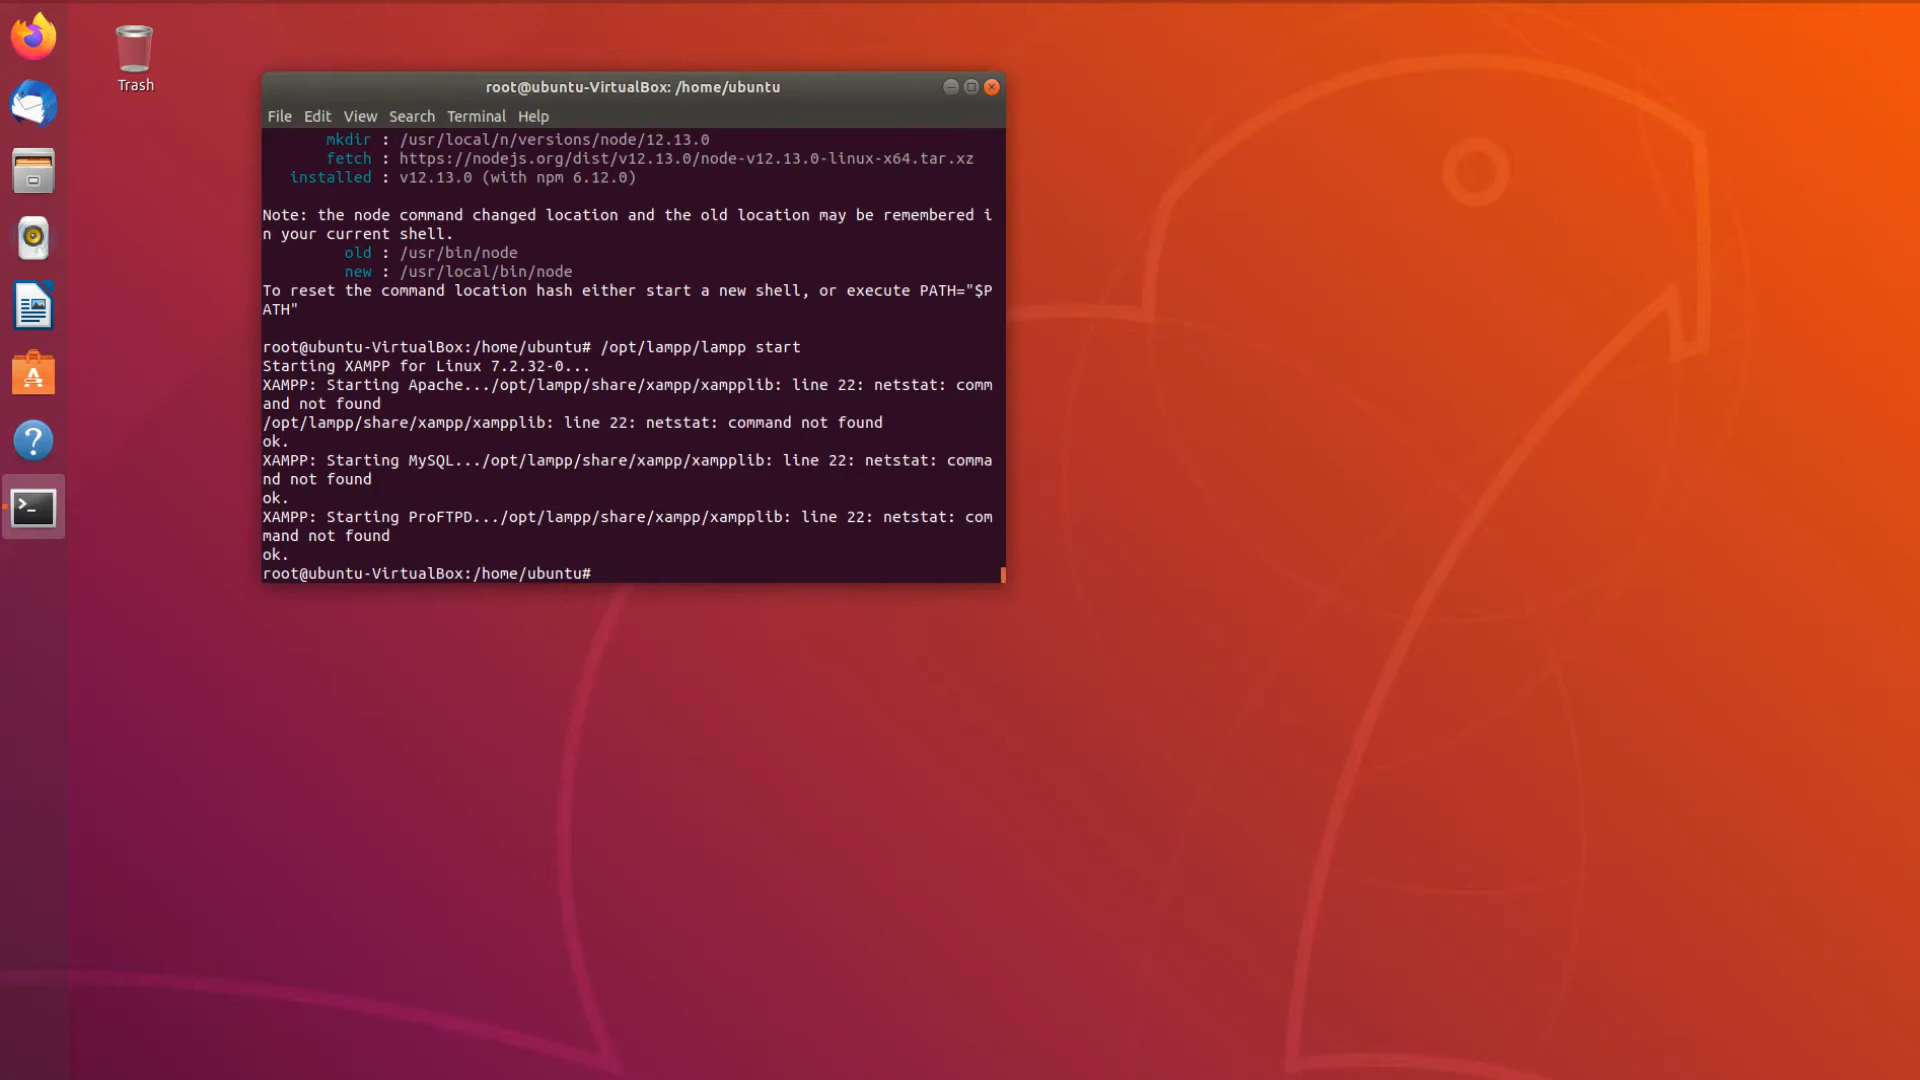 Trash
root@ubuntu-VirtualBox: /home/ubuntu
File Edit View Search Terminal Help
mkdir : /usr/local/n/versions/node/12.13.0
fetch : https://nodejs.org/dist/v12.13.0/node-v12.13.0-linux-x64.tar.xz
installed : v12.13.0 (with npm 6.12.0)
Note: the node command changed location and the old location may be remembered i
n your current shell.
old : /usr/bin/node
new : /usr/local/bin/node
To reset the command location hash either start a new shell, or execute PATH="$P
ATH"
root@ubuntu-VirtualBox:/home/ubuntu# /opt/lampp/lampp start
Starting XAMPP for Linux 7.2.32-0...
XAMPP: Starting Apache.../opt/lampp/share/xampp/xampplib: line 22: netstat: comm
and not found
/opt/lampp/share/xampp/xampplib: line 22: netstat: command not found
ok.
XAMPP: Starting MySQL.../opt/lampp/share/xampp/xampplib: line 22: netstat: comma
nd not found
ok.
XAMPP: Starting ProFTPD.../opt/lampp/share/xampp/xampplib: line 22: netstat: com
mand not found
ok.
root@ubuntu-VirtualBox:/home/ubuntu#